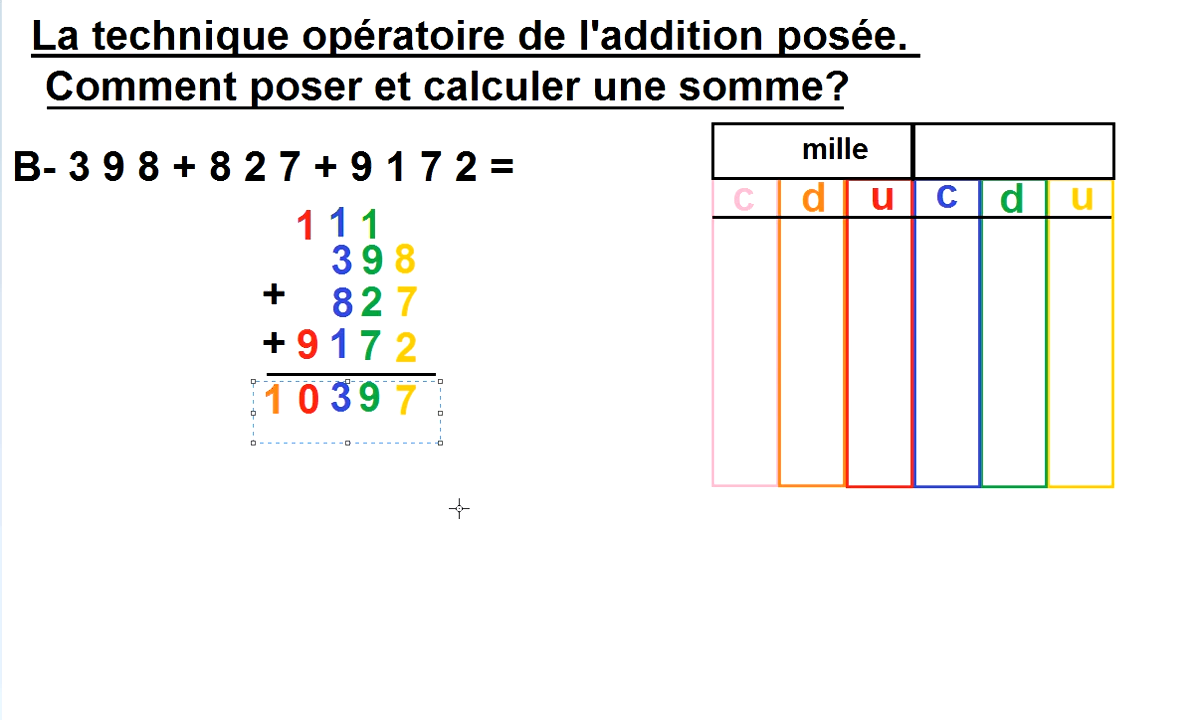 La technique opératoire de l'addition posée.
Comment poser et calculer une somme?
B- 3 9 8 + 8 2 7 + 9 1 7 2 =
1 1 1
3 9 8
+ 8 2 7
+ 9 1 7 2
1 0 3 9 7
mille
c d u c d u